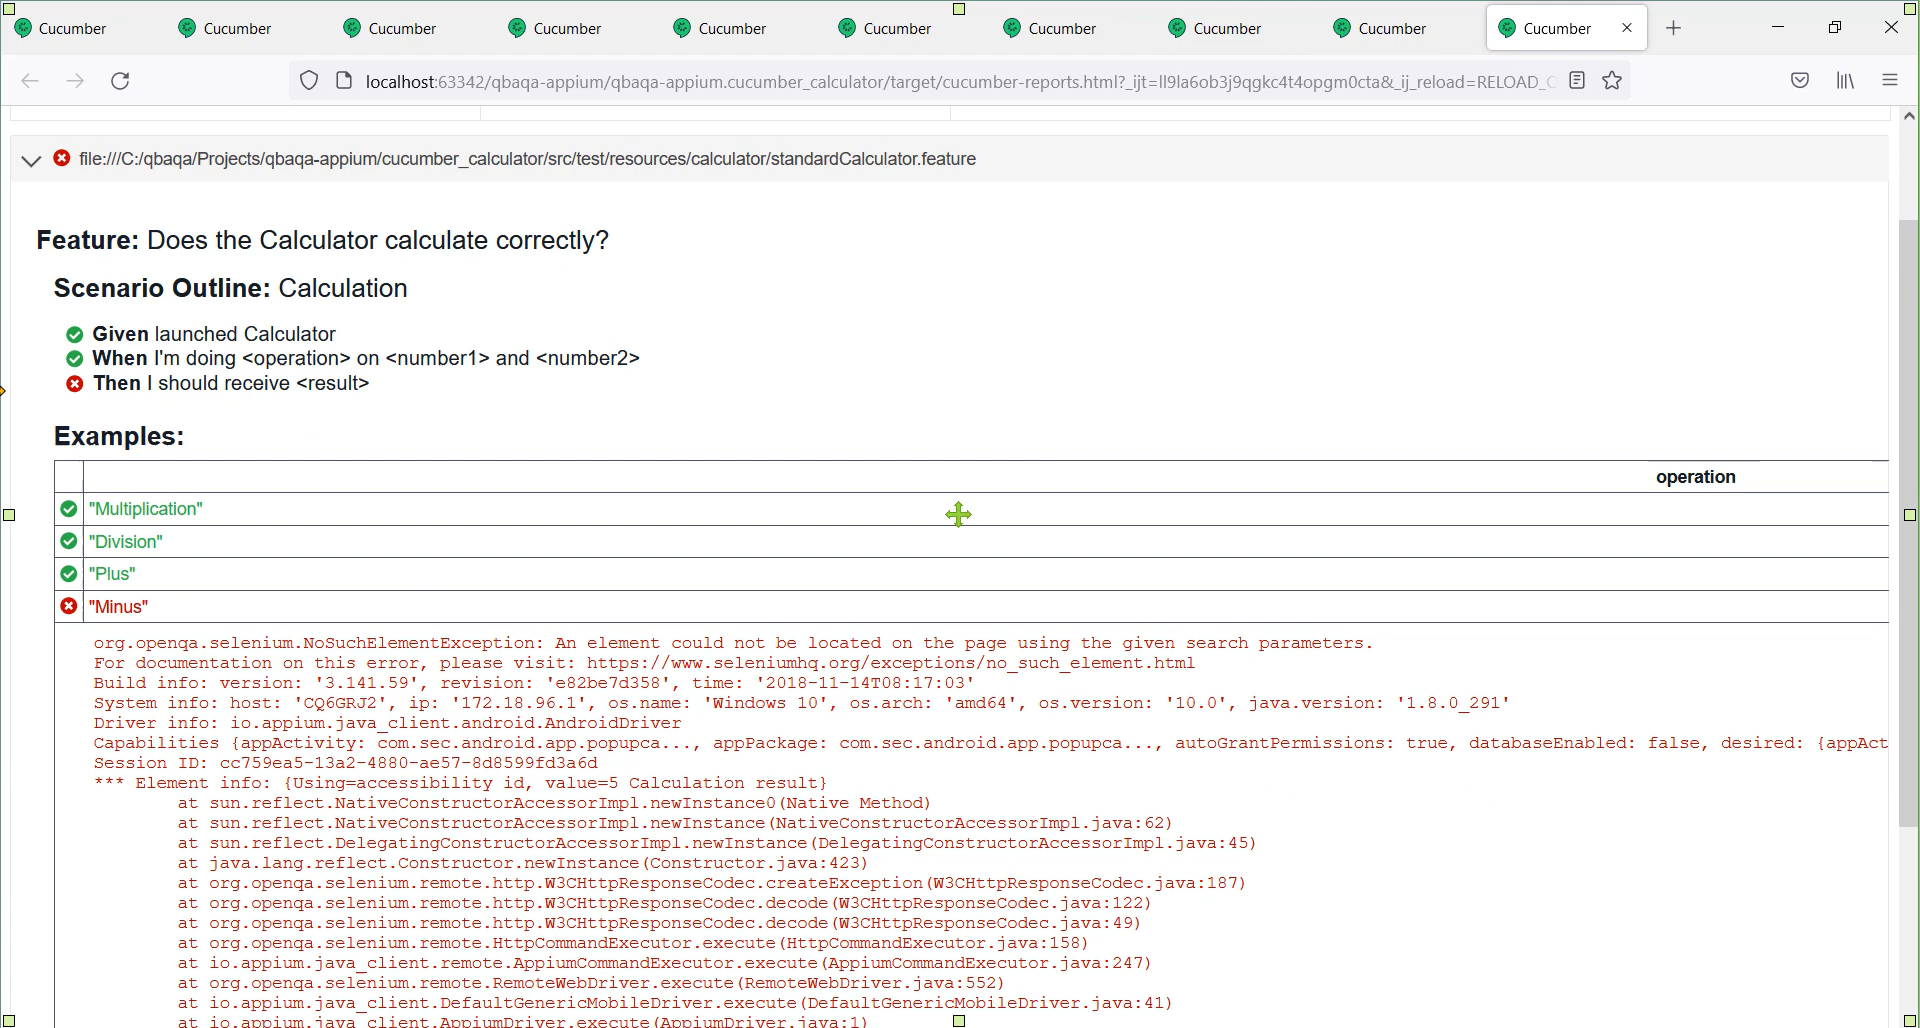 Cucumber Cucumber Cucumber Cucumber Cucumber Cucumber Cucumber Cucumber Cucumber Cucumber
localhost:63342/qbaqa-appium/qbaqa-appium.cucumber_calculator/target/cucumber-reports.html?_ijt=ll9la6ob3j9qgkc4t4opgm0cta&_ij_reload=RELOAD_O
file:///C:/qbaqa/Projects/qbaqa-appium/cucumber_calculator/src/test/resources/calculator/standardCalculator.feature
Feature: Does the Calculator calculate correctly?
Scenario Outline: Calculation
Given launched Calculator
When I'm doing <operation> on <number1> and <number2>
Then I should receive <result>
Examples:
operation
"Multiplication"
"Division"
"Plus"
"Minus"
org.openqa.selenium.NoSuchElementException: An element could not be located on the page using the given search parameters.
For documentation on this error, please visit: https://www.seleniumhq.org/exceptions/no_such_element.html
Build info: version: '3.141.59', revision: 'e82be7d358', time: '2018-11-14T08:17:03'
System info: host: 'CQ6GRJ2', ip: '172.18.96.1', os.name: 'Windows 10', os.arch: 'amd64', os.version: '10.0', java.version: '1.8.0_291'
Driver info: io.appium.java_client.android.AndroidDriver
Capabilities {appActivity: com.sec.android.app.popupca..., appPackage: com.sec.android.app.popupca..., autoGrantPermissions: true, databaseEnabled: false, desired: {appAct
Session ID: cc759ea5-13a2-4880-ae57-8d8599fd3a6d
*** Element info: {Using=accessibility id, value=5 Calculation result}
at sun.reflect.NativeConstructorAccessorImpl.newInstance0(Native Method)
at sun.reflect.NativeConstructorAccessorImpl.newInstance(NativeConstructorAccessorImpl.java:62)
at sun.reflect.DelegatingConstructorAccessorImpl.newInstance(DelegatingConstructorAccessorImpl.java:45)
at java.lang.reflect.Constructor.newInstance(Constructor.java:423)
at org.openqa.selenium.remote.http.W3CHttpResponseCodec.createException(W3CHttpResponseCodec.java:187)
at org.openqa.selenium.remote.http.W3CHttpResponseCodec.decode(W3CHttpResponseCodec.java:122)
at org.openqa.selenium.remote.http.W3CHttpResponseCodec.decode(W3CHttpResponseCodec.java:49)
at org.openqa.selenium.remote.HttpCommandExecutor.execute(HttpCommandExecutor.java:158)
at io.appium.java_client.remote.AppiumCommandExecutor.execute(AppiumCommandExecutor.java:247)
at org.openqa.selenium.remote.RemoteWebDriver.execute(RemoteWebDriver.java:552)
at io.appium.java_client.DefaultGenericMobileDriver.execute(DefaultGenericMobileDriver.java:41)
at io.appium.java_client.AppiumDriver.execute(AppiumDriver.java:1)